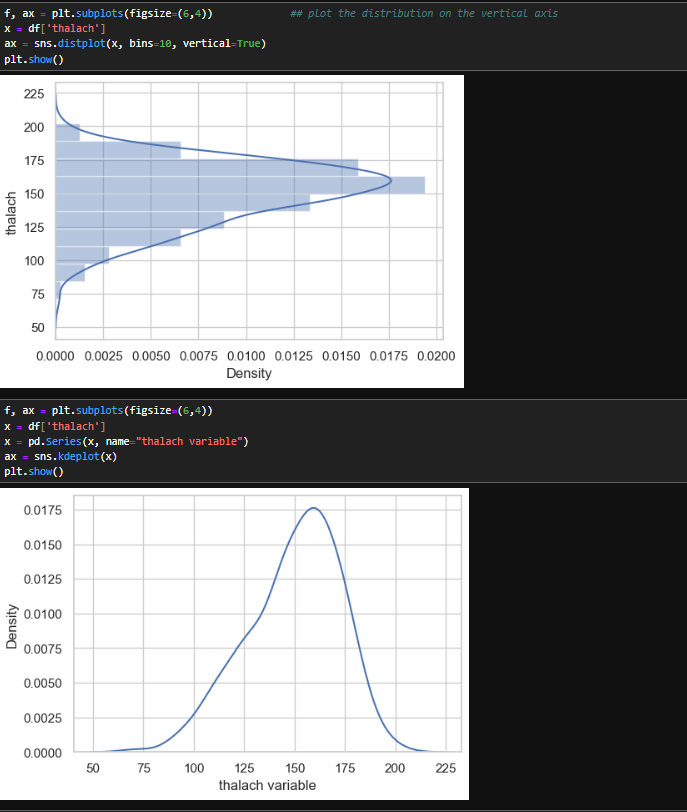 f, ax = plt.subplots(figsize=(6,4))            ## plot the distribution on the vertical axis
x = df['thalach']
ax = sns.distplot(x, bins=10, vertical=True)
plt.show()
225
200
175
150
125
100
75
50
thalach
0.0000 0.0025 0.0050 0.0075 0.0100 0.0125 0.0150 0.0175 0.0200
Density
f, ax = plt.subplots(figsize=(6,4))
x = df['thalach']
x = pd.Series(x, name="thalach variable")
ax = sns.kdeplot(x)
plt.show()
0.0175
0.0150
0.0125
0.0100
0.0075
0.0050
0.0025
0.0000
Density
50 75 100 125 150 175 200 225
thalach variable